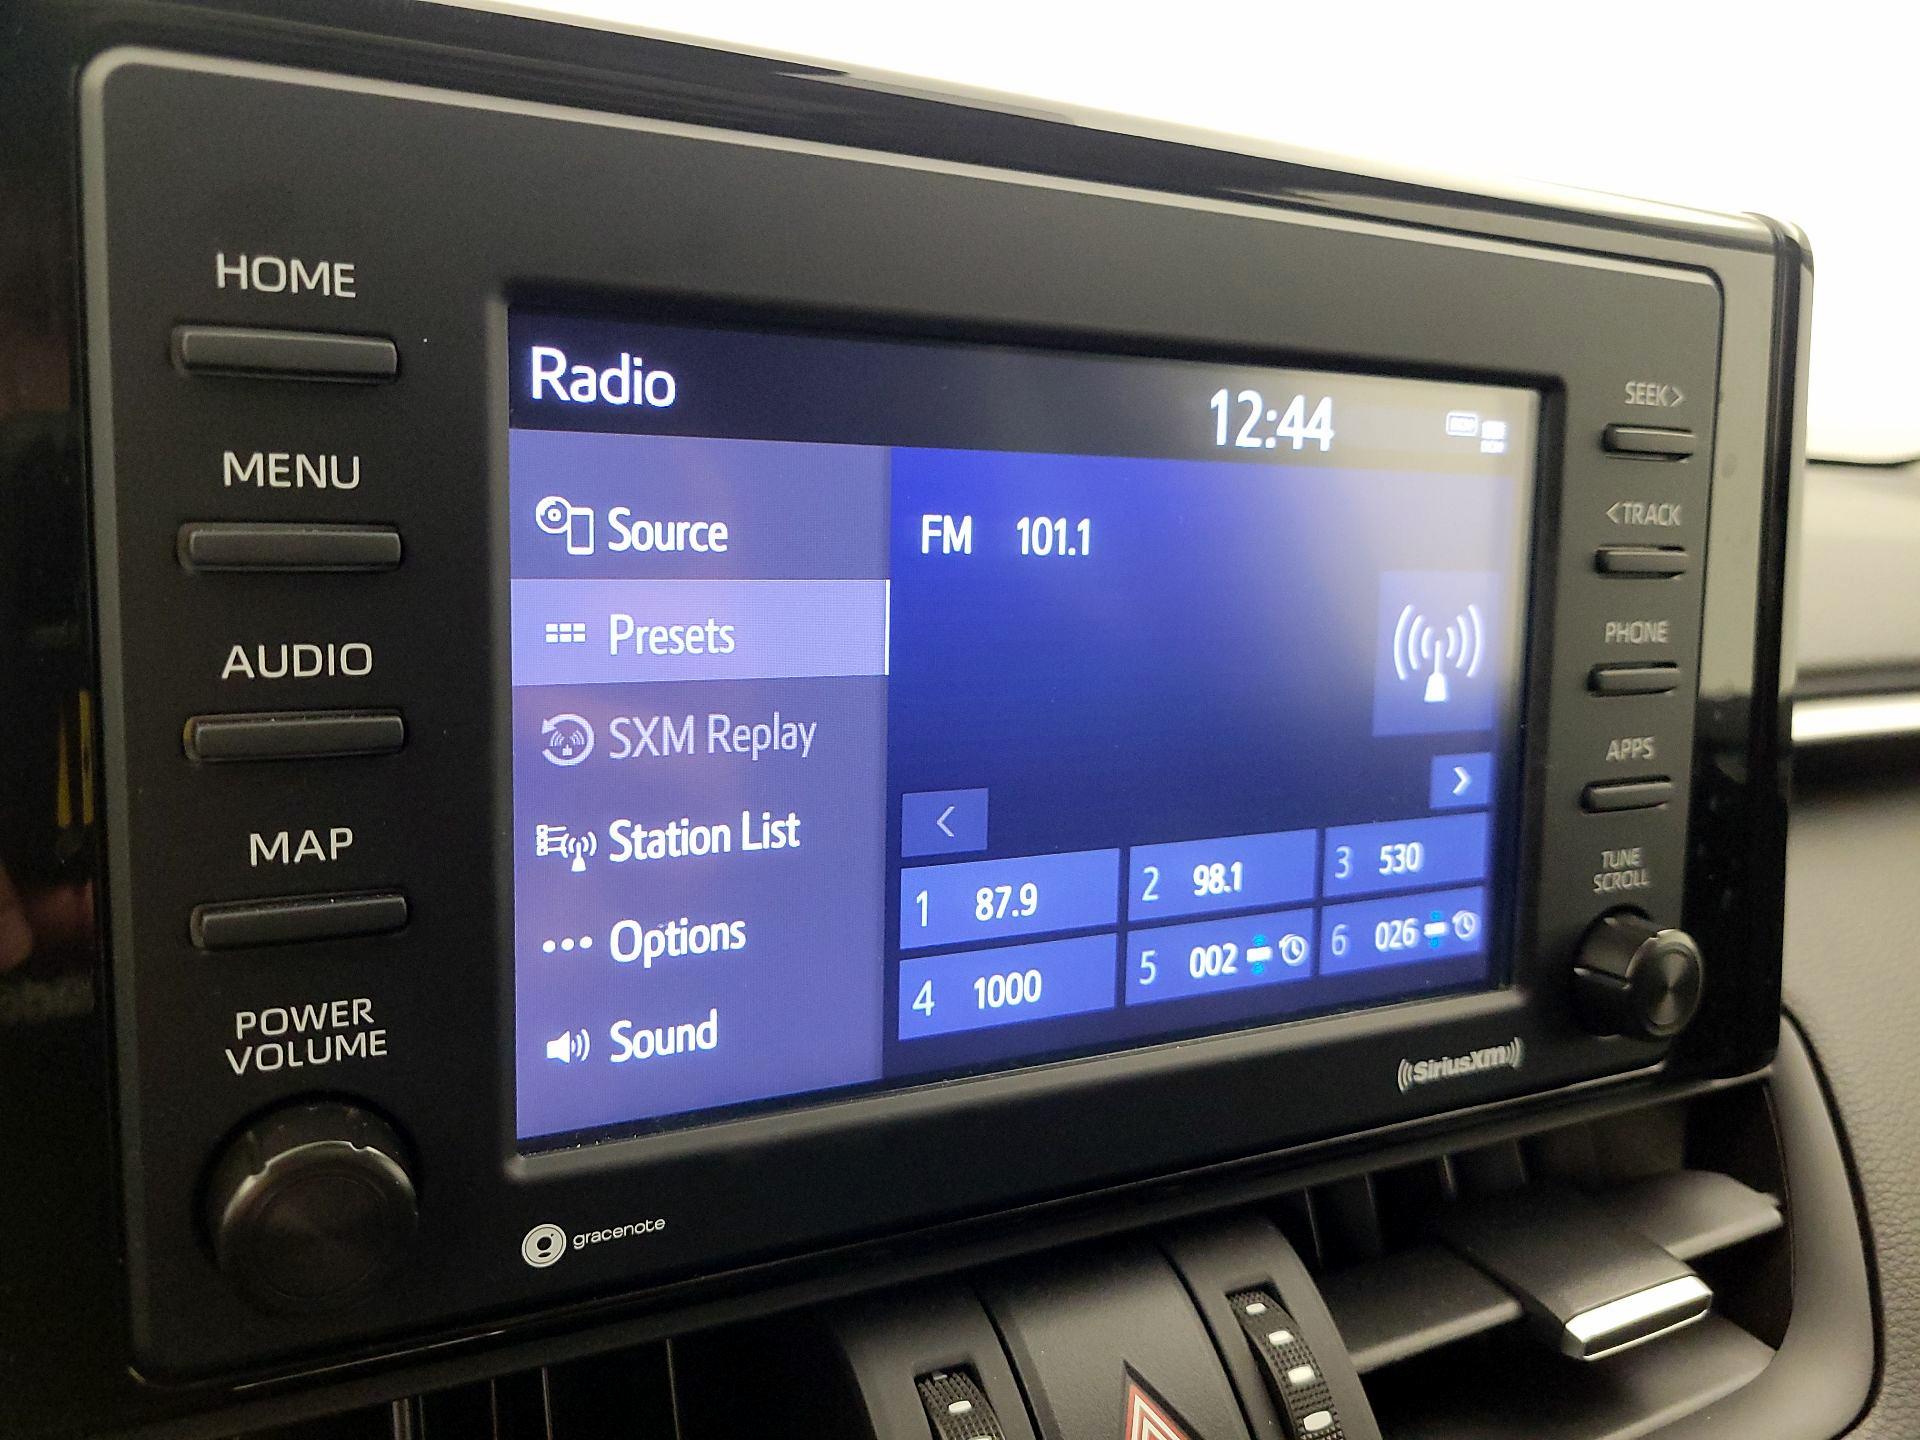 HOME
MENU
AUDIO
MAP
POWER
VOLUME
Radio
12:44
Source
Presets
SXM Replay
Station List
Options
Sound
FM 101.1
<
>
1 87.9
2 98.1
3 530
4 1000
5 002
6 026
SEEK>
<TRACK
PHONE
APPS
TUNE
SCROLL
((SiriusXM))
gracenote